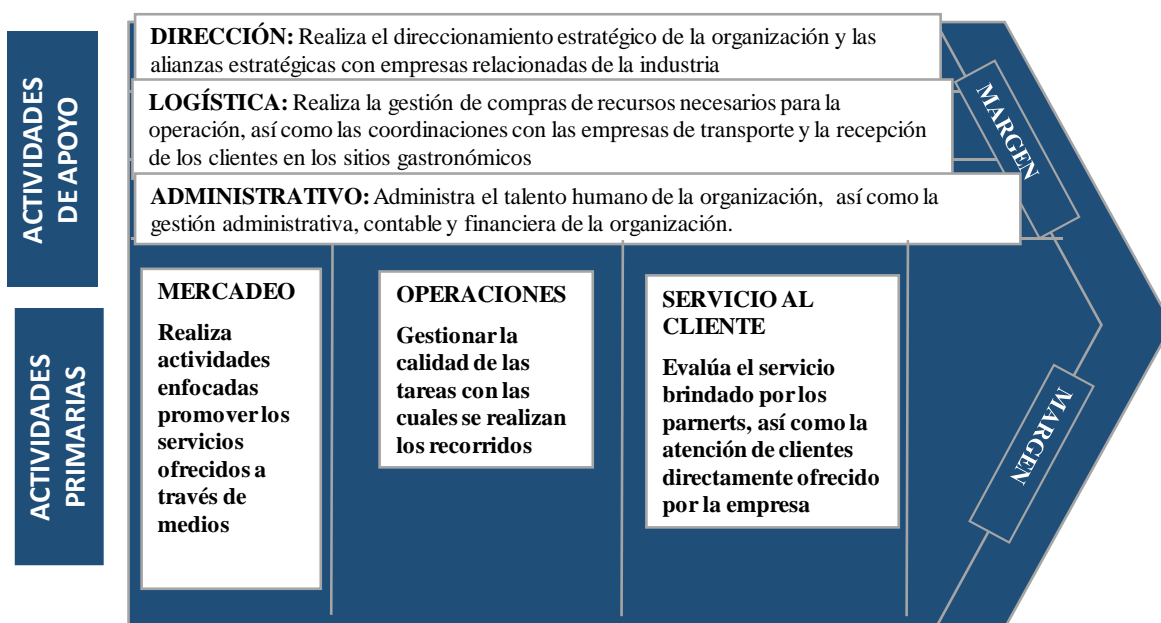 ACTIVIDADES
DE APOYO
DIRECCIÓN: Realiza el direccionamiento estratégico de la organización y las
alianzas estratégicas con empresas relacionadas de la industria
LOGÍSTICA: Realiza la gestión de compras de recursos necesarios para la
operación, así como las coordinaciones con las empresas de transporte y la recepción
de los clientes en los sitios gastronómicos
ADMINISTRATIVO: Administra el talento humano de la organización, así como la
gestión administrativa, contable y financiera de la organización.
MARGEN
ACTIVIDADES
PRIMARIAS
MERCADEO
Realiza
actividades
enfocadas
promover los
servicios
ofrecidos a
través de
medios
OPERACIONES
Gestionar la
calidad de las
tareas con las
cuales se realizan
los recorridos
SERVICIO AL
CLIENTE
Evalúa el servicio
brindado por los
parnerts, así como la
atención de clientes
directamente ofrecido
por la empresa
MARGEN